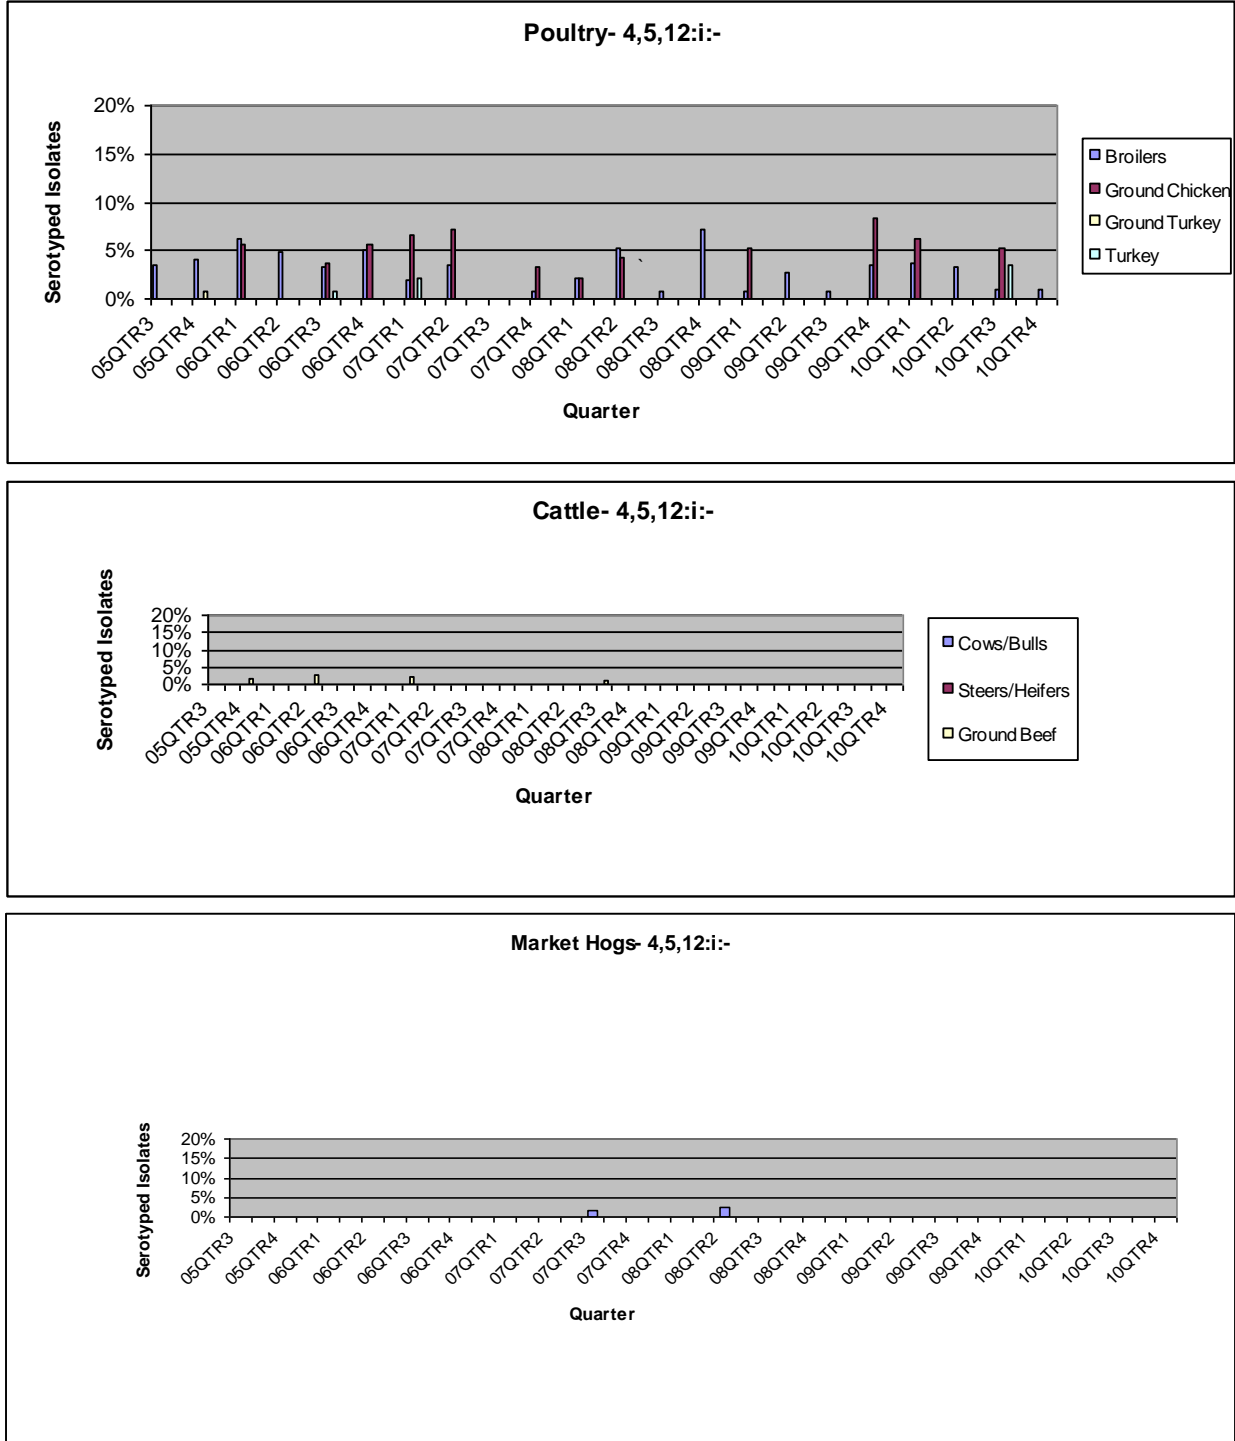 Poultry- 4,5,12:i:-
20%
15%
10%
5%
0%
Serotyped Isolates
05QTR3
05QTR4
06QTR1
06QTR2
06QTR3
06QTR4
07QTR1
07QTR2
07QTR3
07QTR4
08QTR1
08QTR2
08QTR3
08QTR4
09QTR1
09QTR2
09QTR3
09QTR4
10QTR1
10QTR2
10QTR3
10QTR4
Quarter
`
Broilers
Ground Chicken
Ground Turkey
Turkey
Cattle- 4,5,12:i:-
20%
15%
10%
5%
0%
Serotyped Isolates
05QTR3
05QTR4
06QTR1
06QTR2
06QTR3
06QTR4
07QTR1
07QTR2
07QTR3
07QTR4
08QTR1
08QTR2
08QTR3
08QTR4
09QTR1
09QTR2
09QTR3
09QTR4
10QTR1
10QTR2
10QTR3
10QTR4
Quarter
Cows/Bulls
Steers/Heifers
Ground Beef
Market Hogs- 4,5,12:i:-
20%
15%
10%
5%
0%
Serotyped Isolates
05QTR3
05QTR4
06QTR1
06QTR2
06QTR3
06QTR4
07QTR1
07QTR2
07QTR3
07QTR4
08QTR1
08QTR2
08QTR3
08QTR4
09QTR1
09QTR2
09QTR3
09QTR4
10QTR1
10QTR2
10QTR3
10QTR4
Quarter